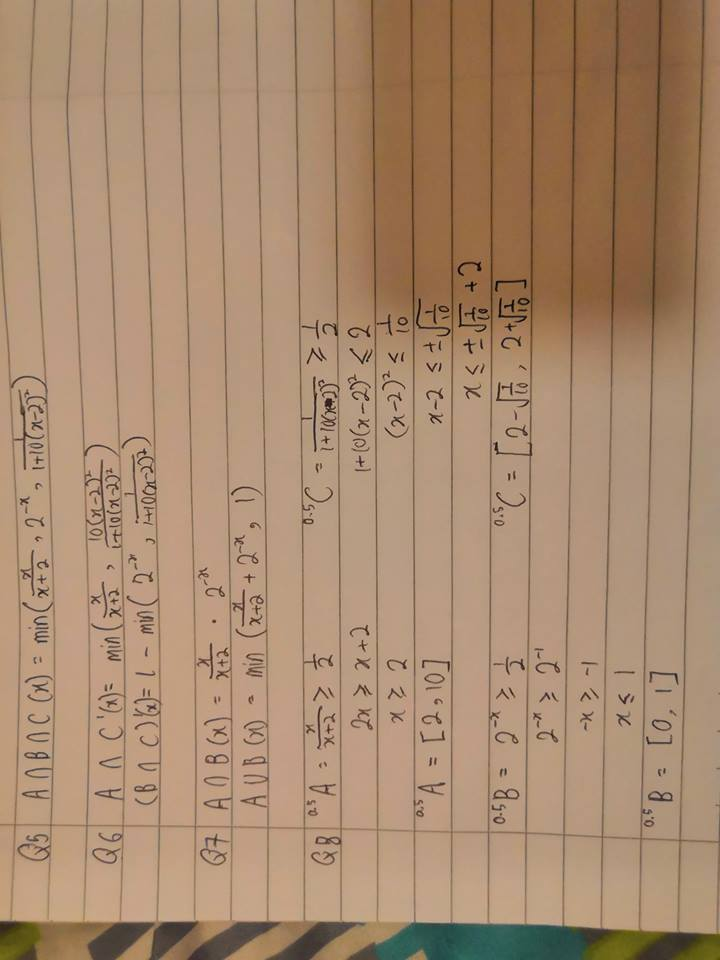 Q5 A ∩ B ∩ C (x) = min( x/(x+2) , 2^(-x) , 1/(1+10(x-2)²) )
Q6 A ∩ C'(x) = min( x/(x+2) , 10(x-2)²/(1+10(x-2)²) )
(B ∩ C)'(x) = 1 - min( 2^(-x) , 1/(1+10(x-2)²) )
Q7 A ∩ B (x) = x/(x+2) · 2^(-x)
A ∪ B (x) = min ( x/(x+2) + 2^(-x) , 1)
Q8 ^0.5 A = x/(x+2) ≥ 1/2
2x ≥ x+2
x ≥ 2
^0.5 A = [2, 10]
^0.5 B = 2^(-x) ≥ 1/2
2^(-x) ≥ 2^(-1)
-x ≥ -1
x ≤ 1
^0.5 B = [0, 1]
^0.5 C = 1/(1+10(x-2)²) ≥ 1/2
1+10(x-2)² ≤ 2
(x-2)² ≤ 1/10
x-2 ≤ ±√(1/10)
x ≤ ±√(1/10) + 2
^0.5 C = [2-√(1/10) , 2+√(1/10)]